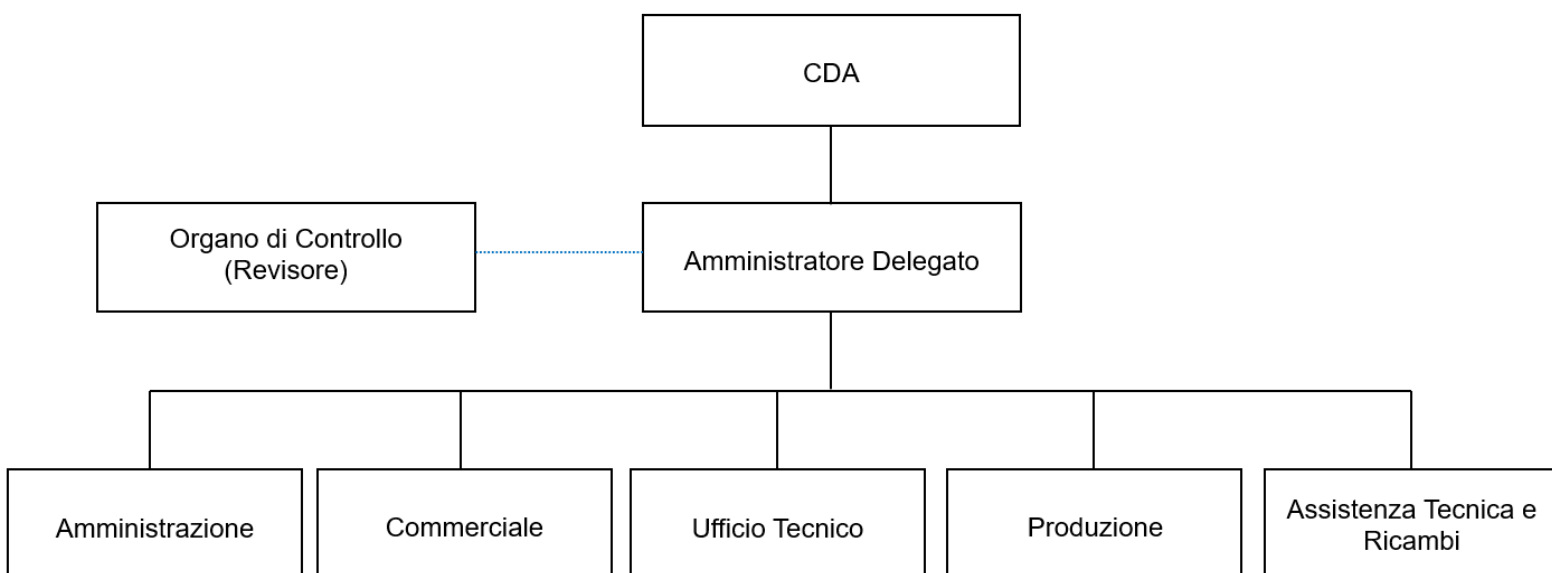 CDA
Organo di Controllo
(Revisore)
Amministratore Delegato
Amministrazione
Commerciale
Ufficio Tecnico
Produzione
Assistenza Tecnica e
Ricambi